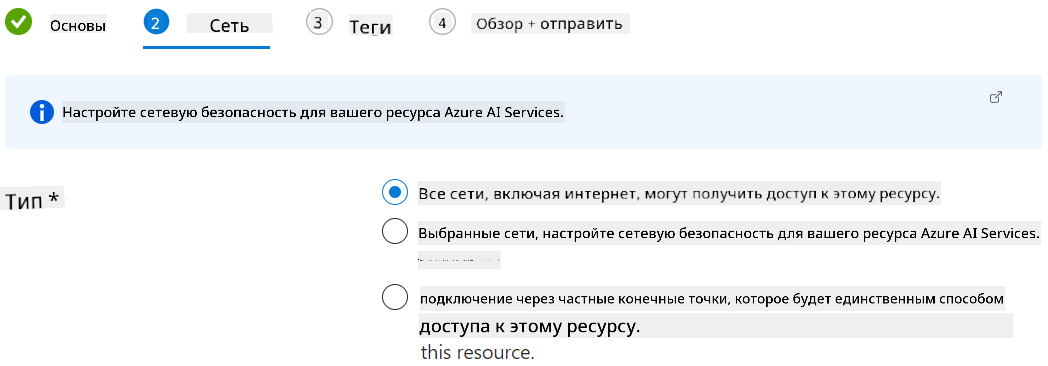 Основы 2 Сеть 3 Теги 4 Обзор + отправить
Настройте сетевую безопасность для вашего ресурса Azure AI Services.
Тип *
Все сети, включая интернет, могут получить доступ к этому ресурсу.
Выбранные сети, настройте сетевую безопасность для вашего ресурса Azure AI Services.
подключение через частные конечные точки, которое будет единственным способом
доступа к этому ресурсу.
this resource.